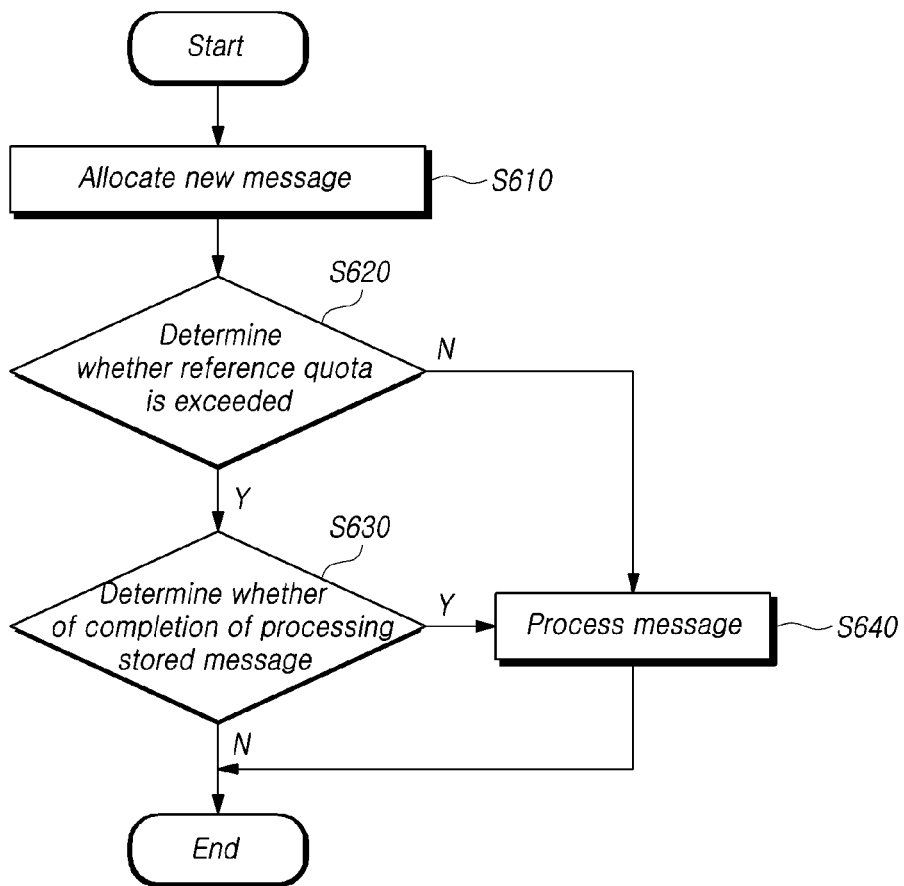 Start
Allocate new message
S610
S620
Determine
whether reference quota
is exceeded
N
Y
S630
Determine whether
of completion of processing
stored message
Y
Process message
S640
N
End